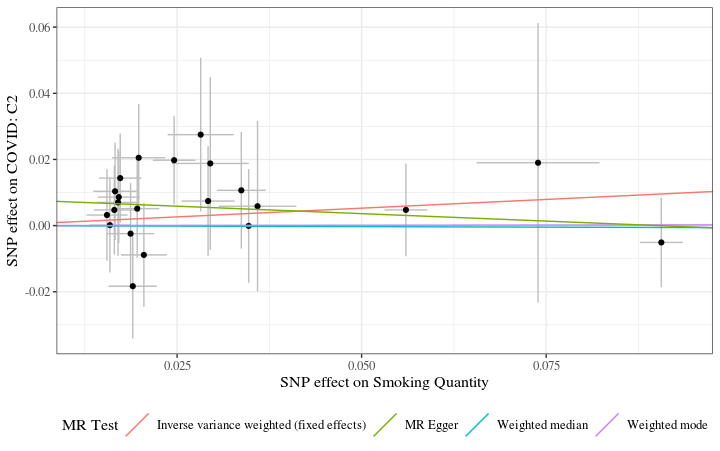 0.06
0.04
0.02
0.00
-0.02
SNP effect on COVID: C2
0.025 0.050 0.075
SNP effect on Smoking Quantity
MR Test Inverse variance weighted (fixed effects) MR Egger Weighted median Weighted mode